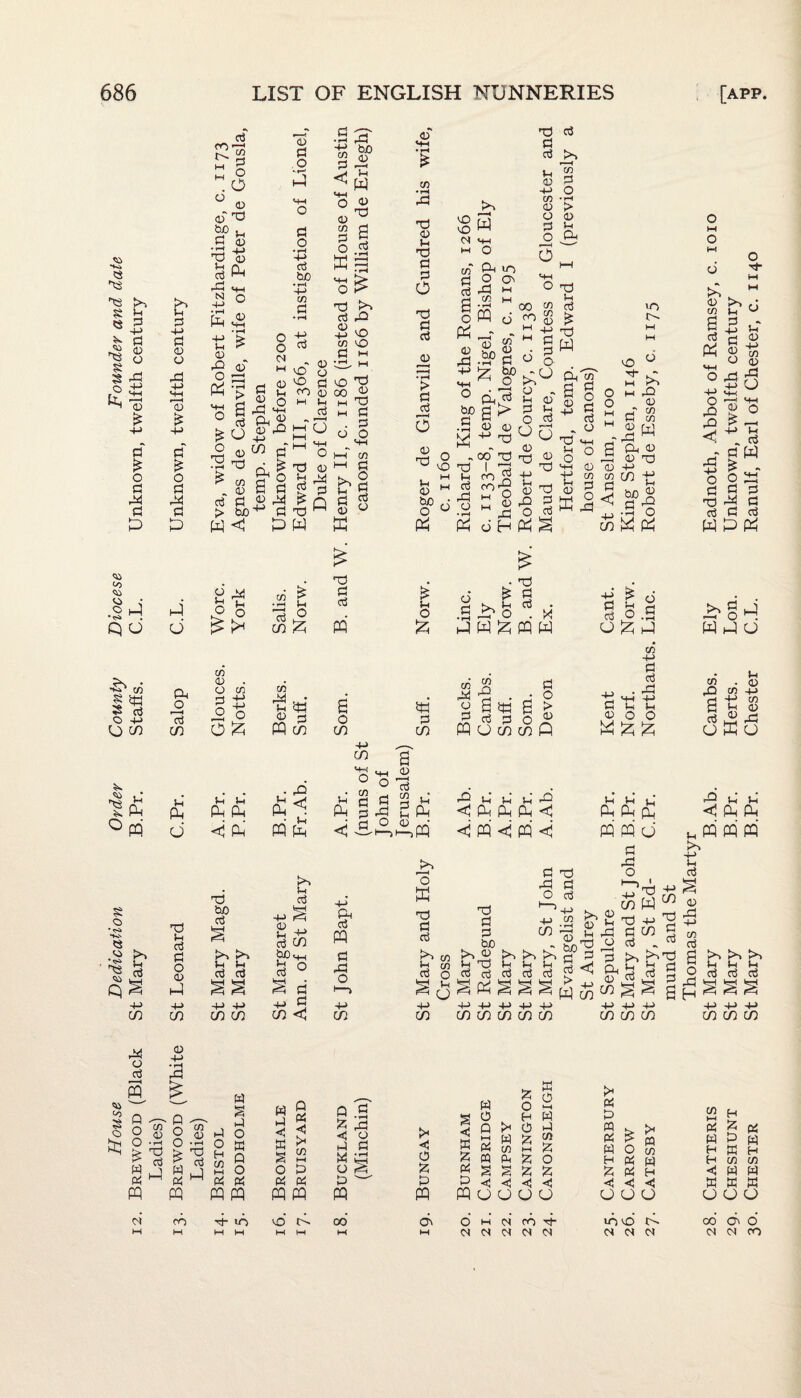 686 LIST OF ENGLISH NUNNERIES [APP.
House Dedication Order County Diocese Founder and date
12. BREWOOD (Black Ladies) St Mary B.Pr. Staffs. C.L. Unknown, twelfth century
13. BREWOOD (White Ladies) St Leonard C.Pr. Salop C.L. Unknown, twelfth century
14. BRISTOL St Mary Magd. A.Pr. Glouces. Worc. Eva, widow of Robert Fitzhardinge, c. 1173
15. BRODHOLME St Mary P.Pr. Notts. York Agnes de Camville, wife of Peter de Gousla, temp. Stephen
16. BROMHALE St Margaret B.Pr. Berks. Salis. Unknown, before 1200
17. BRUISYARD Ann. of St Mary Fr.Ab. Suff. Norw. Edward III, 1366, at instigation of Lionel, Duke of Clarence
18. BUCKLAND (Minchin) St John Bapt. A.Pr. (nuns of St John of Jerusalem) Som. B. and W. Henry II, c. 1186 (instead of house of Austin canons founded 1166 by William de Erlegh)
19. BUNGAY St Mary and Holy Cross B.Pr. Suff. Norw. Roger de Glanville and Gundred his wife, c. 1160
20. BURNHAM St Mary A.Ab. Bucks. Linc. Richard, King of the Romans, 1266
21. CAMBRIDGE St Radegund B.Pr. Cambs. Ely c. 1133-8, temp. Nigel, Bishop of Ely
22. CAMPSEY St Mary A.Pr. Suff. Norw. Theobald de Valognes, c. 1195
23. CANNINGTON St Mary B.Pr. Som. B. and W. Robert de Courcy, c. 1138
24. CANONSLEIGH St Mary, St John Evangelist and St Audrey A.Ab. Devon Ex. Maud de Clare, Countess of Gloucester and Hertford, temp. Edward I (previously a house of canons)
25. CANTERBURY St Sepulchre B.Pr. Kent Cant. St Anselm, 1100
26. CARROW St Mary and St John B.Pr. Norf. Norw. King Stephen, 1146
27. CATESBY St Mary, St Edmund and St Thomas the Martyr C.Pr. Northants. Linc. Robert de Esseby, c. 1175
28. CHATTERIS St Mary B.Ab. Cambs. Ely Eadnoth, Abbot of Ramsey, c. 1010
29. CHESHUNT St Mary B.Pr. Herts. Lon. Unknown, twelfth century
30. CHESTER St Mary B.Pr. Chester C.L. Ranulf, Earl of Chester, c. 1140